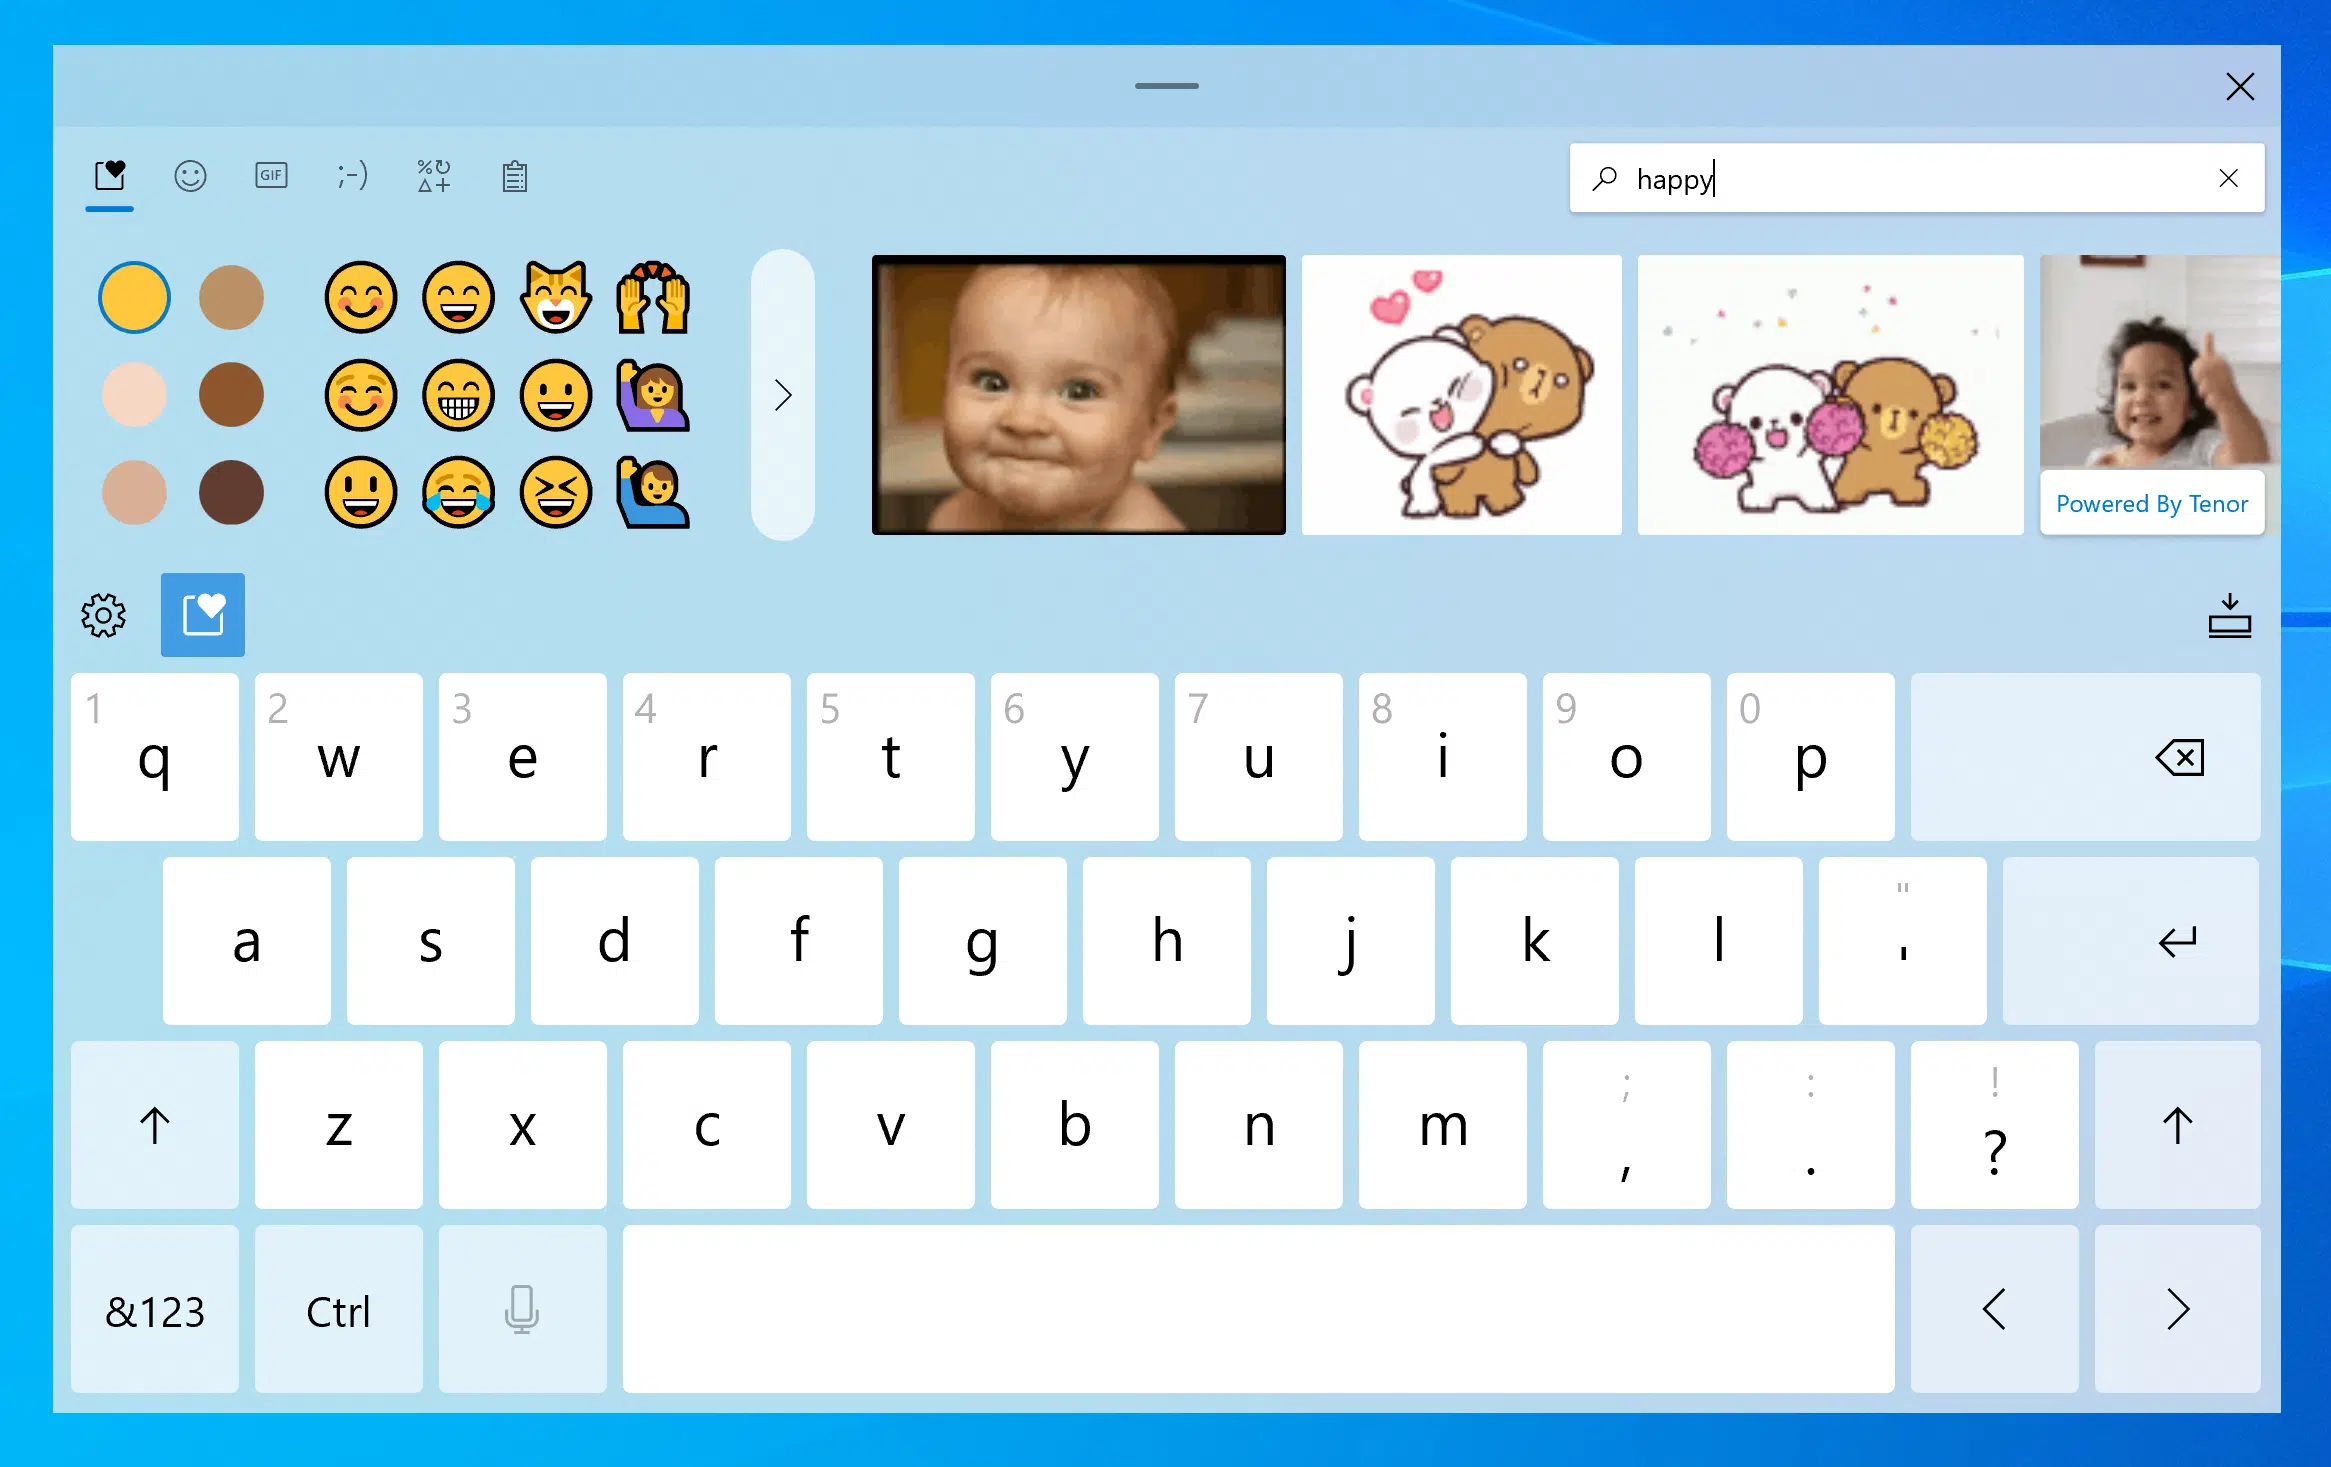 GIF ;-)
happy
Powered By Tenor
1 2 3 4 5 6 7 8 9 0
q w e r t y u i o p
"
a s d f g h j k l '
; : !
z x c v b n m , . ?
&123 Ctrl